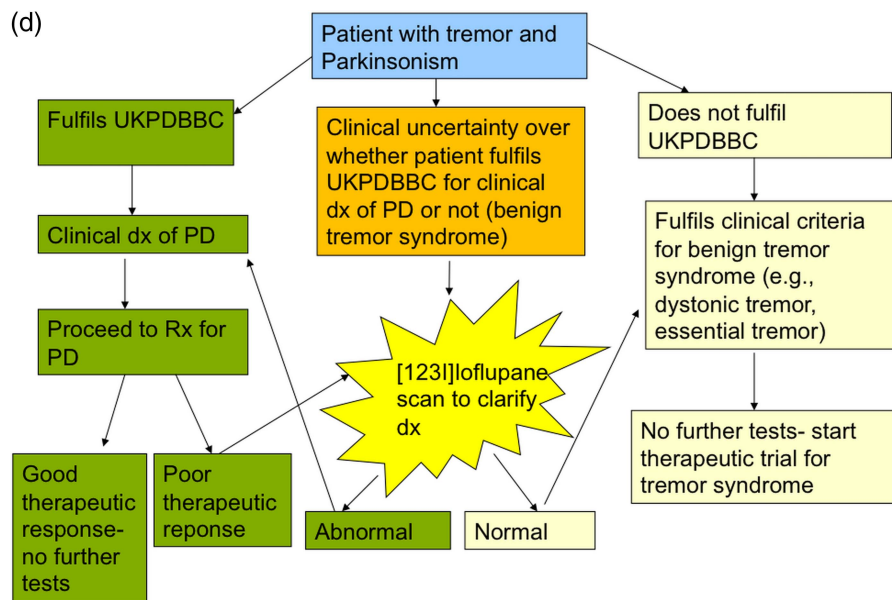 (d)
Patient with tremor and
Parkinsonism
Fulfils UKPDBBC
Clinical uncertainty over
whether patient fulfils
UKPDBBC for clinical
dx of PD or not (benign
tremor syndrome)
Does not fulfil
UKPDBBC
Clinical dx of PD
Fulfils clinical criteria
for benign tremor
syndrome (e.g.,
dystonic tremor,
essential tremor)
Proceed to Rx for
PD
[123I]Ioflupane
scan to clarify
dx
No further tests- start
therapeutic trial for
tremor syndrome
Good
therapeutic
response-
no further
tests
Poor
therapeutic
reponse
Abnormal
Normal